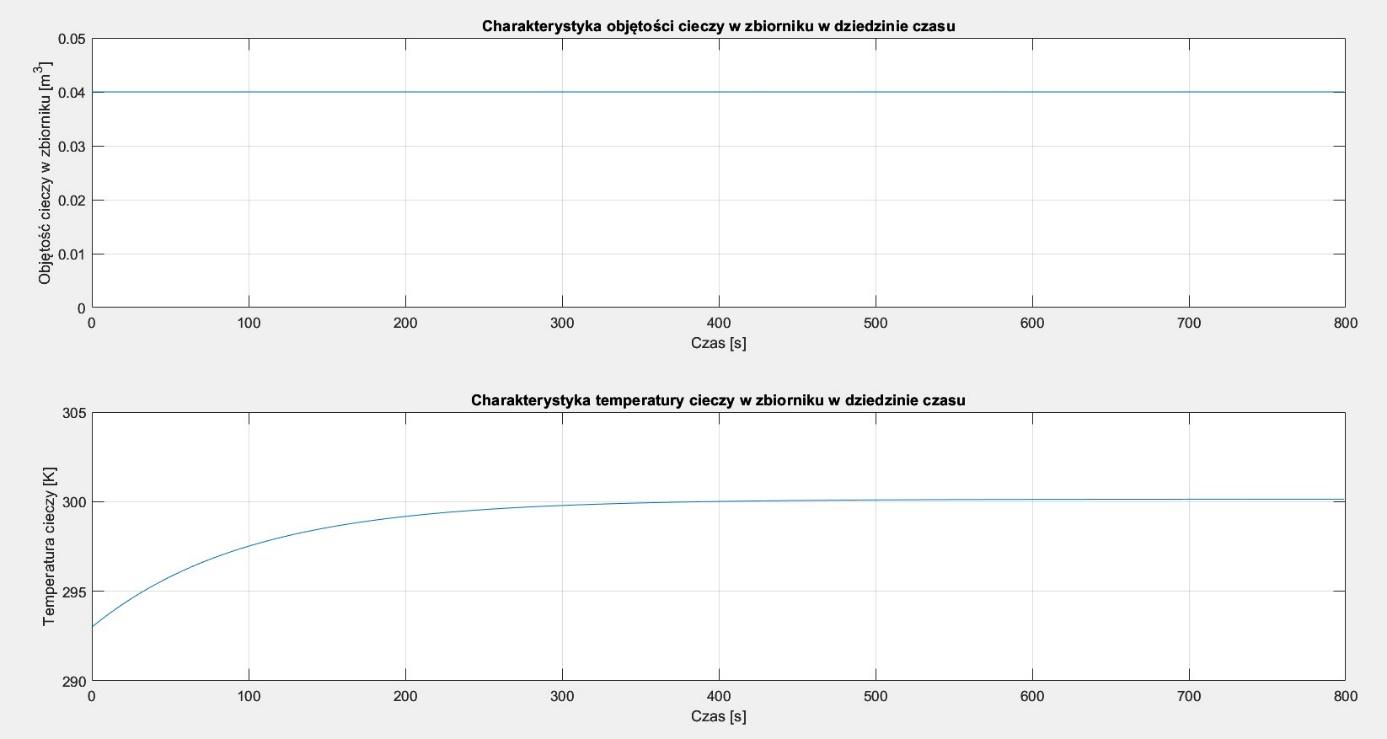 Charakterystyka objętości cieczy w zbiorniku w dziedzinie czasu
Objętość cieczy w zbiorniku [m³]
0.05
0.04
0.03
0.02
0.01
0
0 100 200 300 400 500 600 700 800
Czas [s]
Charakterystyka temperatury cieczy w zbiorniku w dziedzinie czasu
Temperatura cieczy [K]
305
300
295
290
0 100 200 300 400 500 600 700 800
Czas [s]